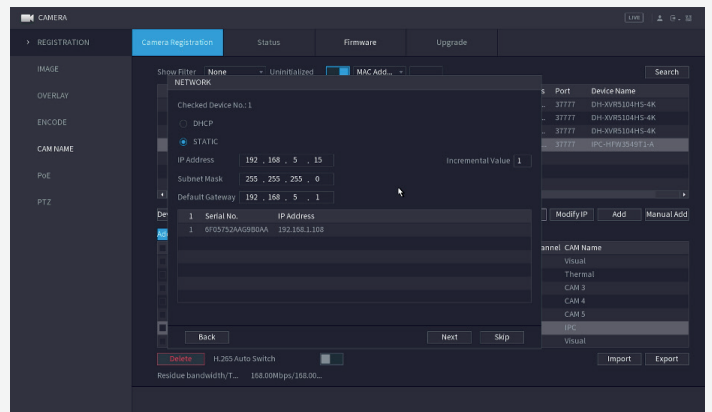 CAMERA LIVE
REGISTRATION Camera Registration Status Firmware Upgrade
IMAGE
OVERLAY
ENCODE
CAM NAME
PoE
PTZ
Show Filter None Uninitialized MAC Add... Search
NETWORK
Port Device Name
Checked Device No.: 1
37777 DH-XVR5104HS-4K
DHCP
37777 DH-XVR5104HS-4K
37777 DH-XVR5104HS-4K
STATIC
37777 IPC-HFW3549T1-A
IP Address 192 . 168 . 5 . 15 Incremental Value 1
Subnet Mask 255 . 255 . 255 . 0
Default Gateway 192 . 168 . 5 . 1
Modify IP Add Manual Add
1 Serial No. IP Address
1 6F05752AAG9B0AA 192.168.1.108
CAM Name
Visual
Thermal
CAM 3
CAM 4
CAM 5
IPC
Visual
Back Next Skip
Delete H.265 Auto Switch Import Export
Residue bandwidth/T... 168.00Mbps/168.00...